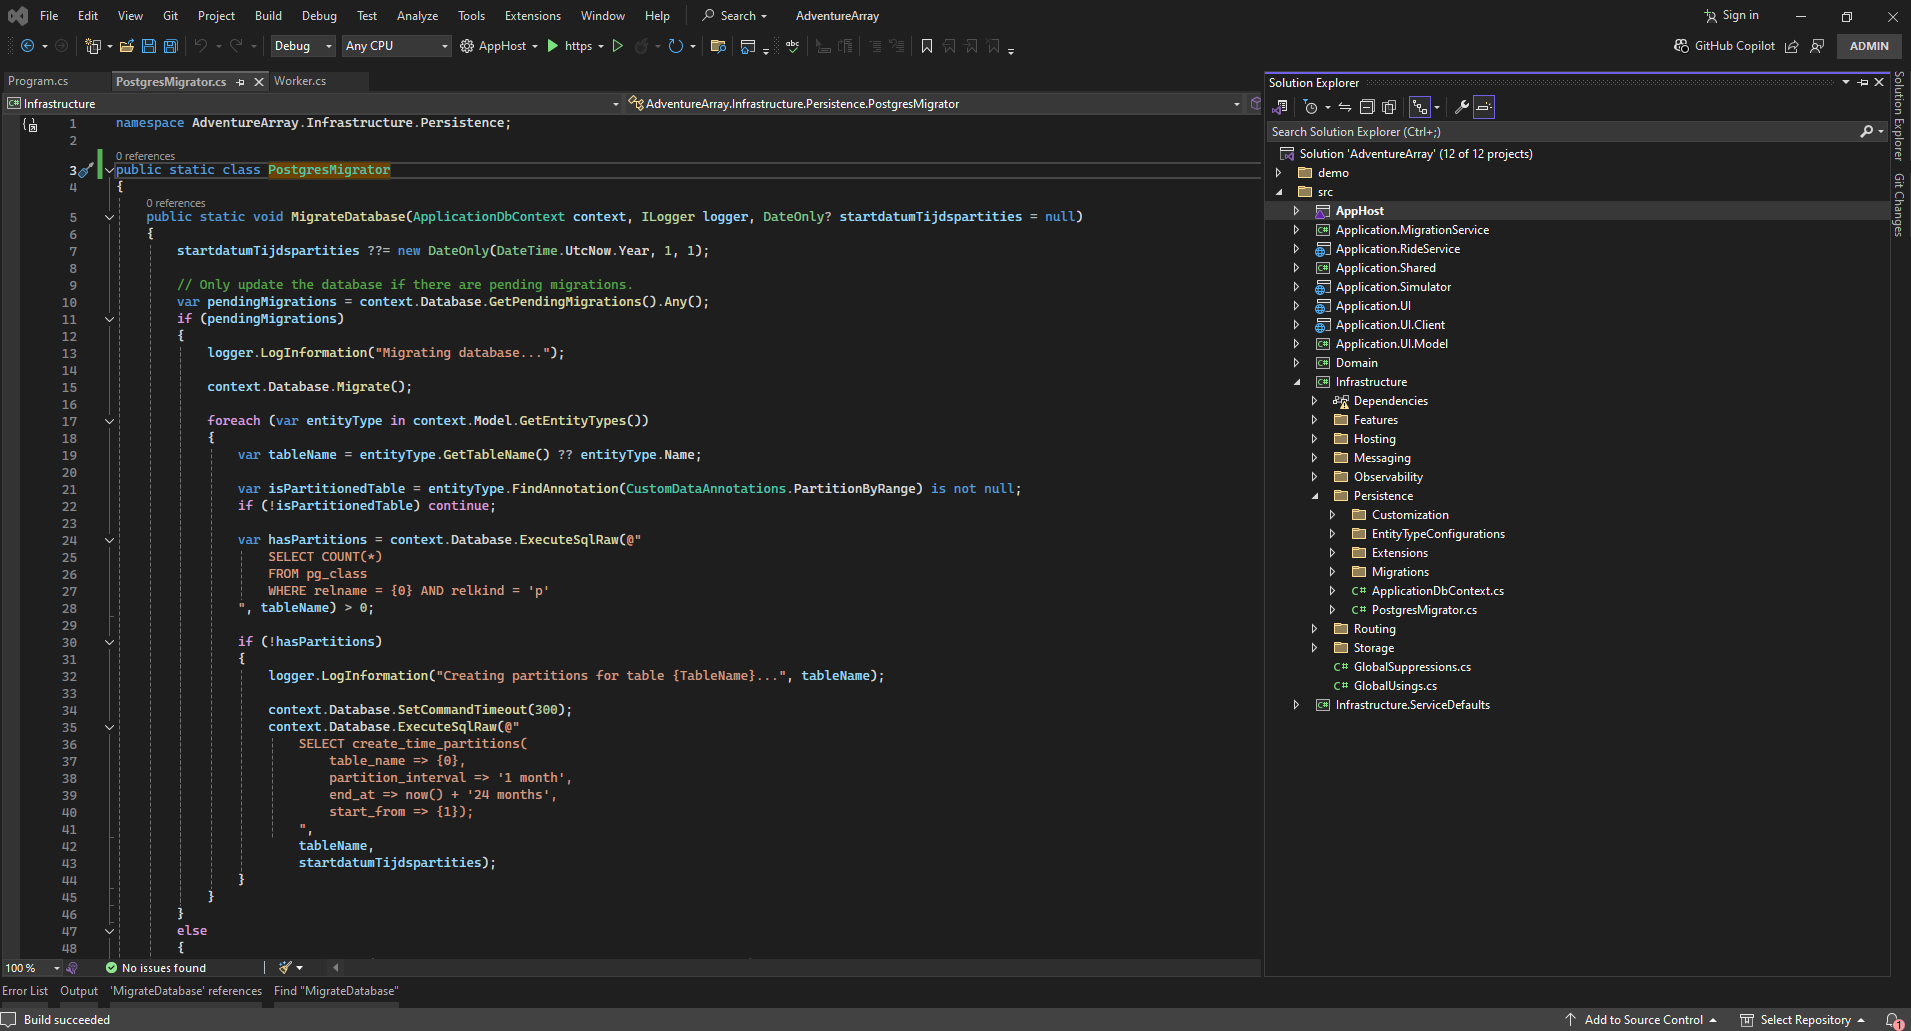 File Edit View Git Project Build Debug Test Analyze Tools Extensions Window Help Search AdventureArray Sign in
Debug Any CPU AppHost https GitHub Copilot ADMIN
Program.cs PostgresMigrator.cs Worker.cs
Infrastructure AdventureArray.Infrastructure.Persistence.PostgresMigrator
1 namespace AdventureArray.Infrastructure.Persistence;
2
0 references
3 public static class PostgresMigrator
4 {
0 references
5 public static void MigrateDatabase(ApplicationDbContext context, ILogger logger, DateOnly? startdatumTijdspartities = null)
6 {
7 startdatumTijdspartities ??= new DateOnly(DateTime.UtcNow.Year, 1, 1);
8
9 // Only update the database if there are pending migrations.
10 var pendingMigrations = context.Database.GetPendingMigrations().Any();
11 if (pendingMigrations)
12 {
13 logger.LogInformation("Migrating database...");
14
15 context.Database.Migrate();
16
17 foreach (var entityType in context.Model.GetEntityTypes())
18 {
19 var tableName = entityType.GetTableName() ?? entityType.Name;
20
21 var isPartitionedTable = entityType.FindAnnotation(CustomDataAnnotations.PartitionByRange) is not null;
22 if (!isPartitionedTable) continue;
23
24 var hasPartitions = context.Database.ExecuteSqlRaw(@"
25 SELECT COUNT(*)
26 FROM pg_class
27 WHERE relname = {0} AND relkind = 'p'
28 ", tableName) > 0;
29
30 if (!hasPartitions)
31 {
32 logger.LogInformation("Creating partitions for table {TableName}...", tableName);
33
34 context.Database.SetCommandTimeout(300);
35 context.Database.ExecuteSqlRaw(@"
36 SELECT create_time_partitions(
37 table_name => {0},
38 partition_interval => '1 month',
39 end_at => now() + '24 months',
40 start_from => {1});
41 ",
42 tableName,
43 startdatumTijdspartities);
44 }
45 }
46 }
47 else
48 {
100 % No issues found
Error List Output 'MigrateDatabase' references Find "MigrateDatabase"
Build succeeded Add to Source Control Select Repository 1
Solution Explorer
Search Solution Explorer (Ctrl+;)
Solution 'AdventureArray' (12 of 12 projects)
demo
src
AppHost
Application.MigrationService
Application.RideService
Application.Shared
Application.Simulator
Application.UI
Application.UI.Client
Application.UI.Model
Domain
Infrastructure
Dependencies
Features
Hosting
Messaging
Observability
Persistence
Customization
EntityTypeConfigurations
Extensions
Migrations
C# ApplicationDbContext.cs
C# PostgresMigrator.cs
Routing
Storage
C# GlobalSuppressions.cs
C# GlobalUsings.cs
Infrastructure.ServiceDefaults
Solution Explorer
Git Changes